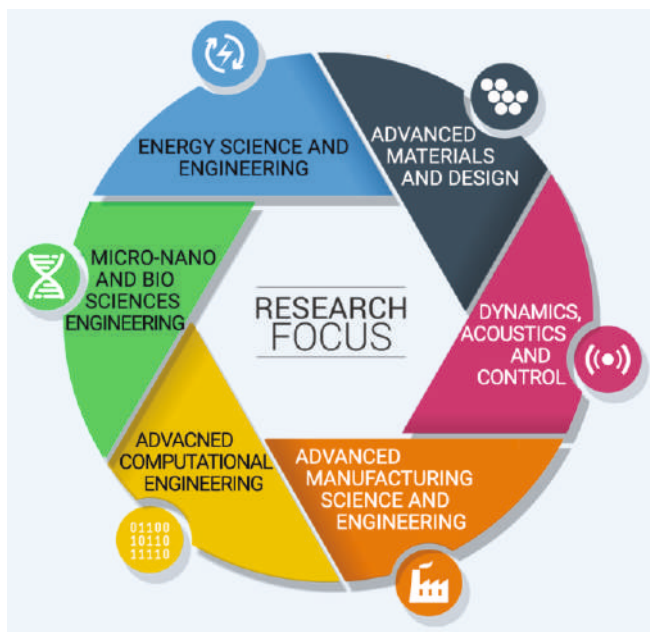 ENERGY SCIENCE AND
ENGINEERING
ADVANCED
MATERIALS
AND DESIGN
MICRO-NANO
AND BIO
SCIENCES
ENGINEERING
RESEARCH
FOCUS
DYNAMICS,
ACOUSTICS
AND
CONTROL
ADVACNED
COMPUTATIONAL
ENGINEERING
ADVANCED
MANUFACTURING
SCIENCE AND
ENGINEERING
01100
10110
11110